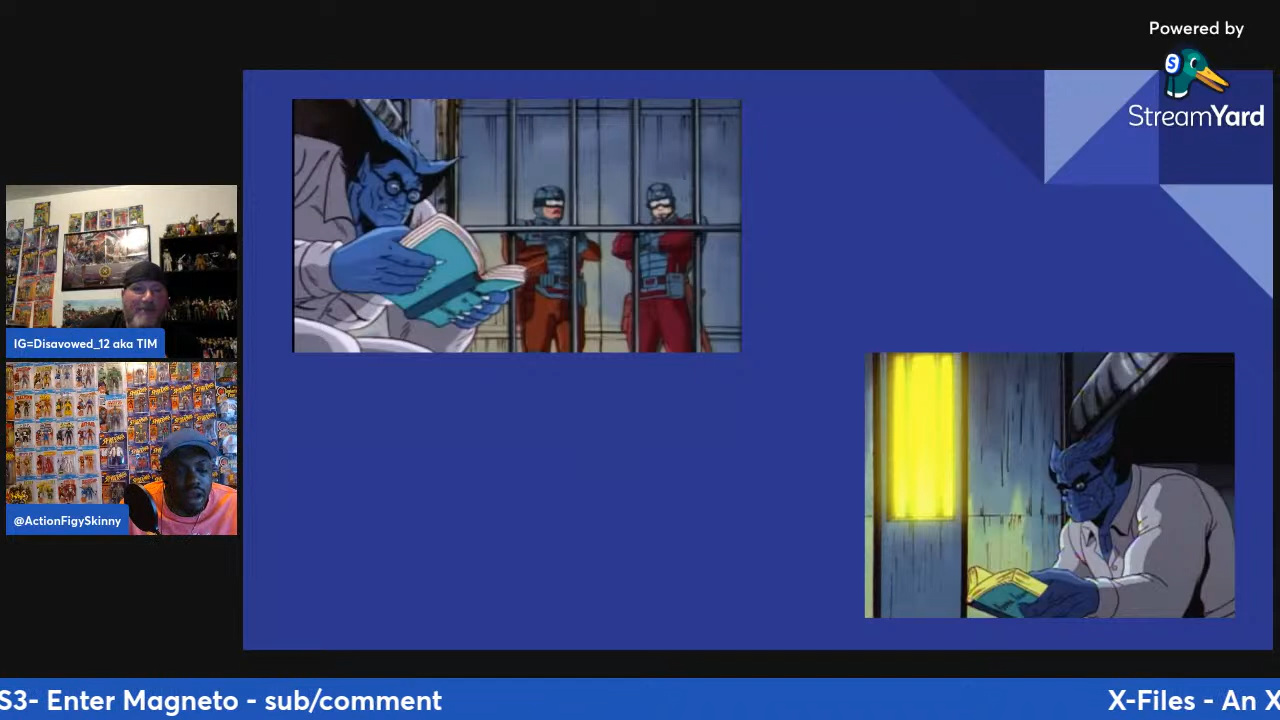 Powered by
S
StreamYard
IG=Disavowed_12 aka TIM
@ActionFigySkinny
S3- Enter Magneto - sub/comment
X-Files - An X